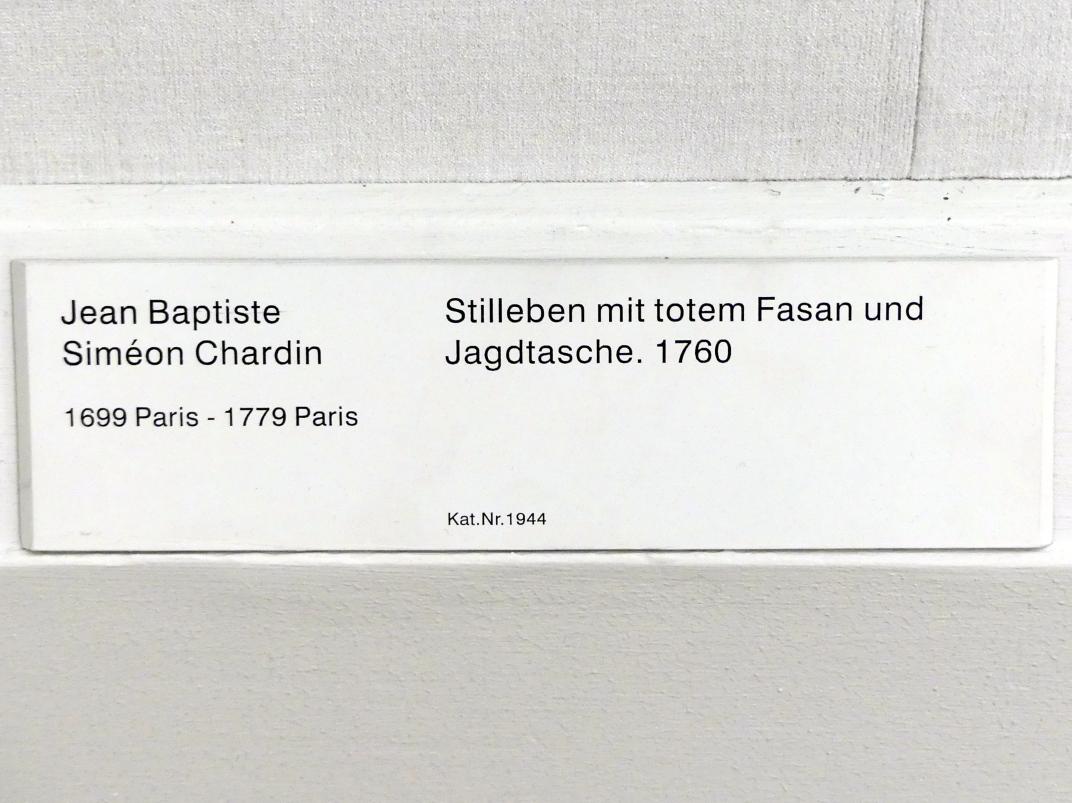 Jean Baptiste
Siméon Chardin
1699 Paris - 1779 Paris
Stilleben mit totem Fasan und
Jagdtasche. 1760
Kat.Nr.1944